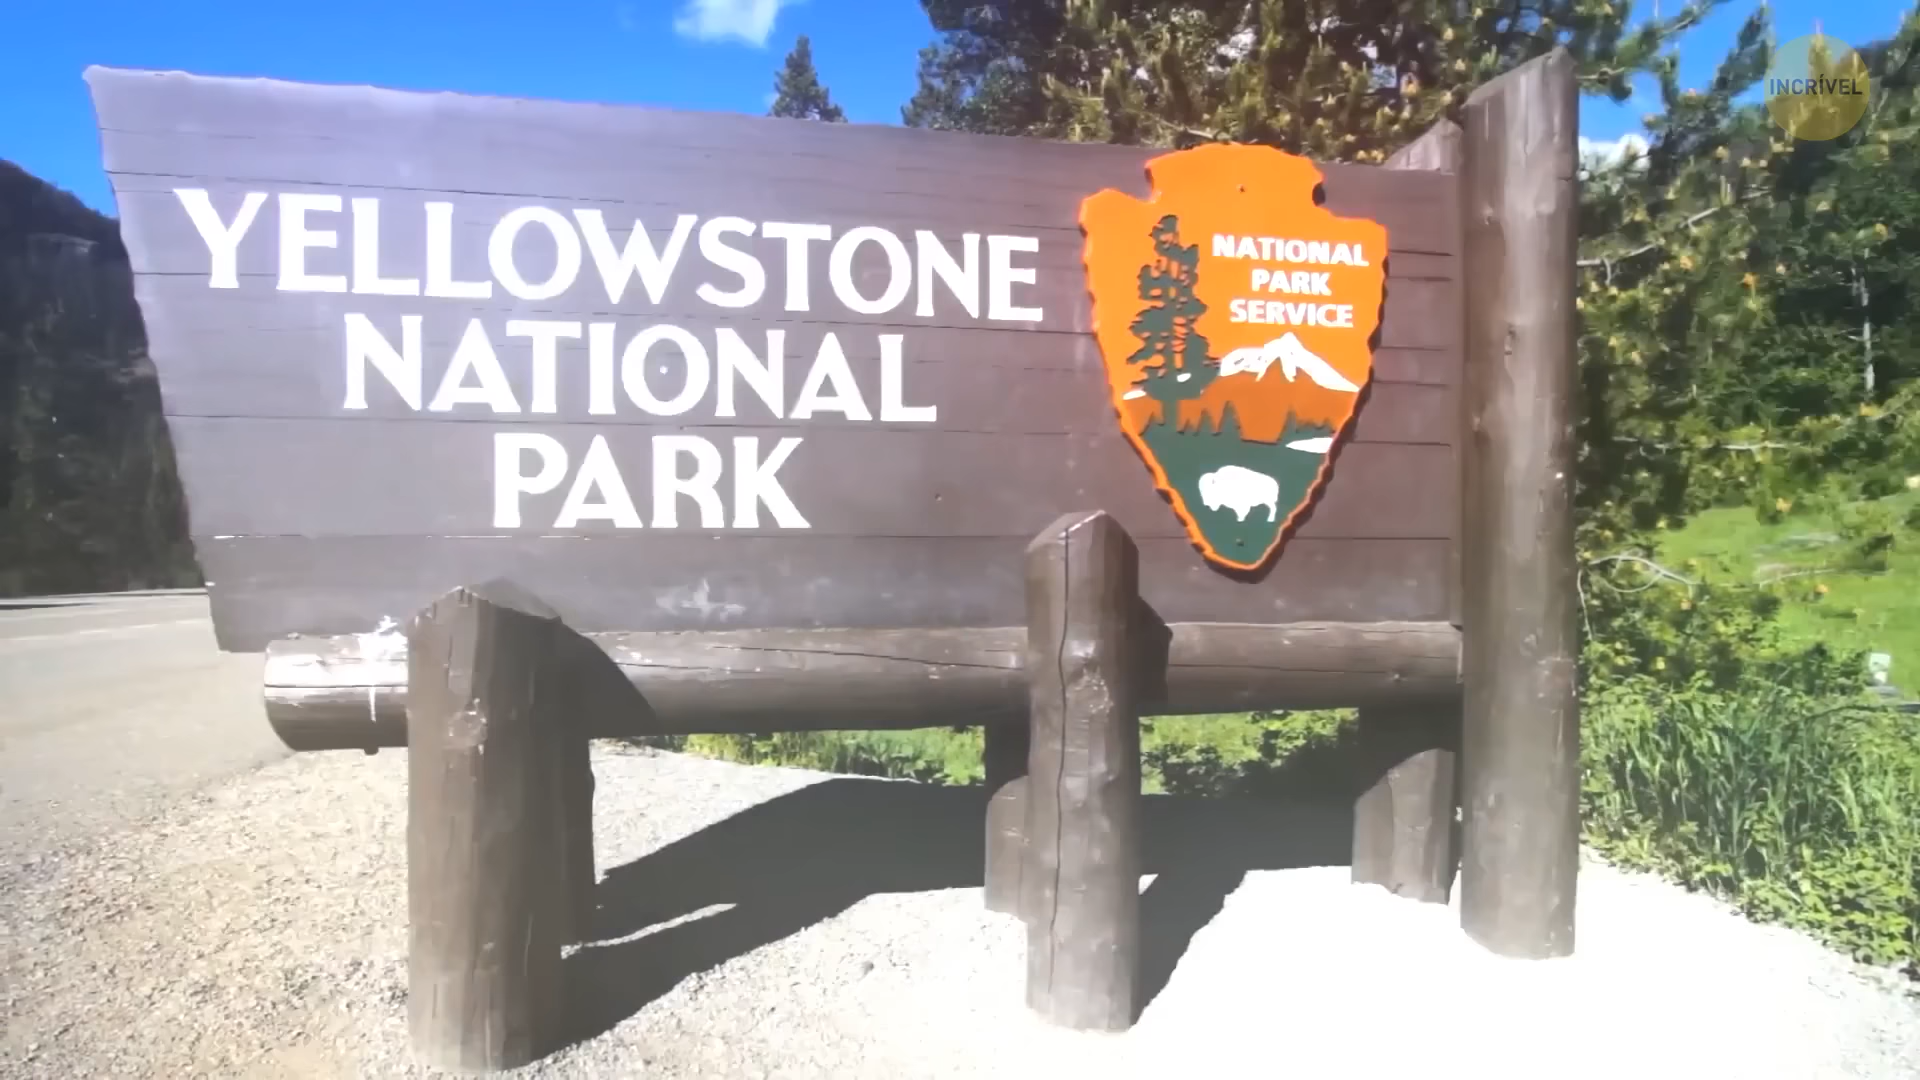 YELLOWSTONE
NATIONAL
PARK
NATIONAL
PARK
SERVICE
INCRÍVEL